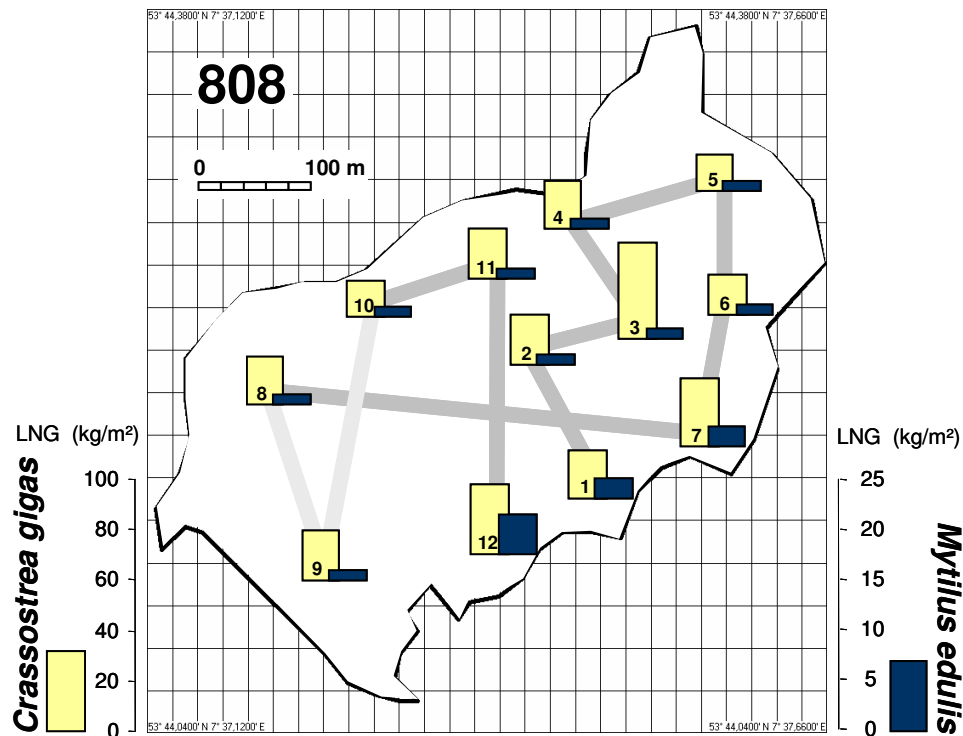 53° 44,3800' N 7° 37,1200' E
53° 44,3800' N 7° 37,6600' E
808
0 100 m
5
4
11
6
10
3
2
8
7
LNG (kg/m²)
LNG (kg/m²)
1
12
9
100
80
60
40
20
0
Crassostrea gigas
25
20
15
10
5
0
Mytilus edulis
53° 44,0400' N 7° 37,1200' E
53° 44,0400' N 7° 37,6600' E